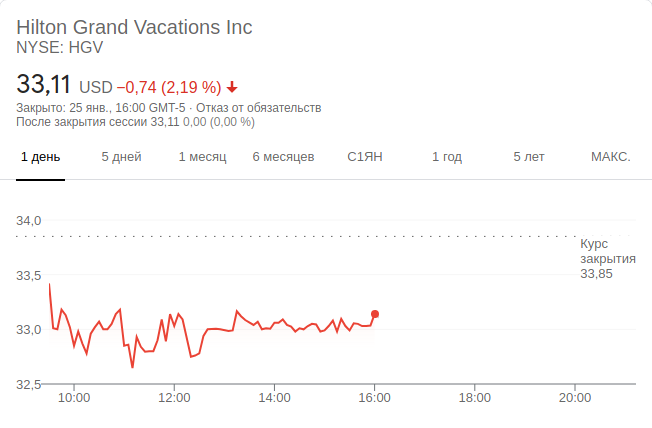 Hilton Grand Vacations Inc
NYSE: HGV
33,11 USD −0,74 (2,19 %)
Закрыто: 25 янв., 16:00 GMT-5 · Отказ от обязательств
После закрытия сессии 33,11 0,00 (0,00 %)
1 день 5 дней 1 месяц 6 месяцев С1ЯН 1 год 5 лет МАКС.
34,0
Курс
закрытия
33,85
33,5
33,0
32,5
10:00 12:00 14:00 16:00 18:00 20:00